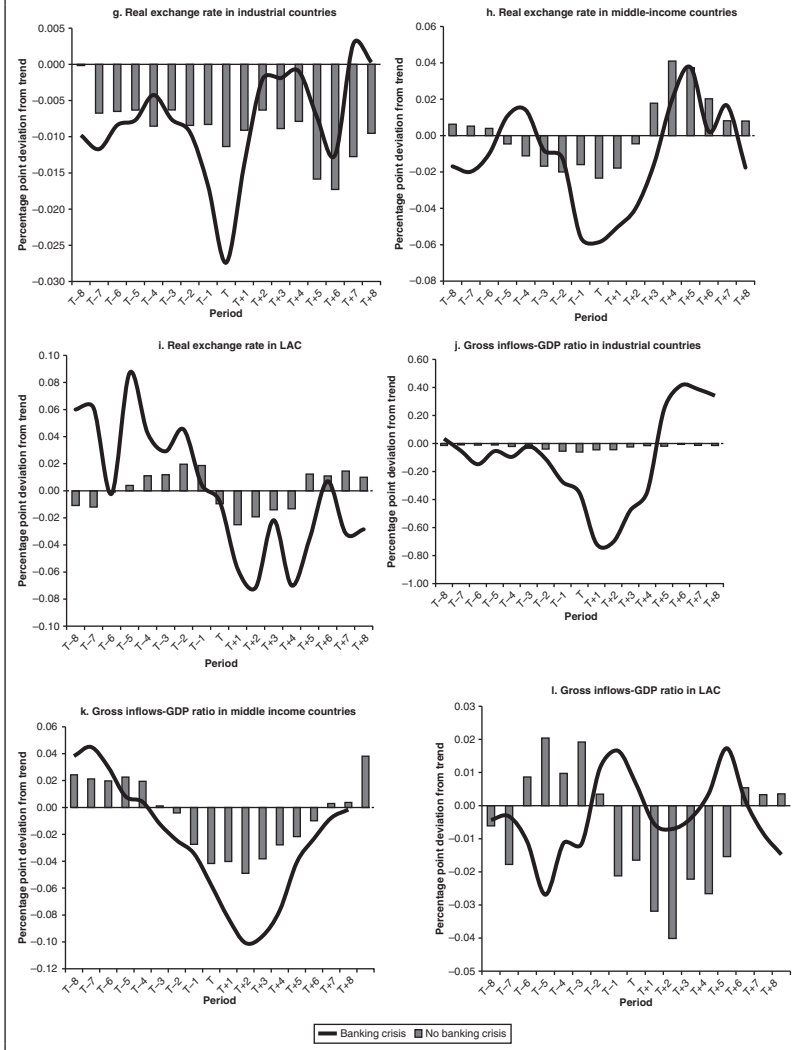 g. Real exchange rate in industrial countries
Percentage point deviation from trend
0.005
0.000
–0.005
–0.010
–0.015
–0.020
–0.025
–0.030
T–8 T–7 T–6 T–5 T–4 T–3 T–2 T–1 T T+1 T+2 T+3 T+4 T+5 T+6 T+7 T+8
Period
h. Real exchange rate in middle-income countries
Percentage point deviation from trend
0.06
0.04
0.02
0.00
–0.02
–0.04
–0.06
–0.08
T–8 T–7 T–6 T–5 T–4 T–3 T–2 T–1 T T+1 T+2 T+3 T+4 T+5 T+6 T+7 T+8
Period
i. Real exchange rate in LAC
Percentage point deviation from trend
0.10
0.08
0.06
0.04
0.02
0.00
–0.02
–0.04
–0.06
–0.08
–0.10
T–8 T–7 T–6 T–5 T–4 T–3 T–2 T–1 T T+1 T+2 T+3 T+4 T+5 T+6 T+7 T+8
Period
j. Gross inflows-GDP ratio in industrial countries
Percentage point deviation from trend
0.60
0.40
0.20
0.00
–0.20
–0.40
–0.60
–0.80
–1.00
T–8 T–7 T–6 T–5 T–4 T–3 T–2 T–1 T T+1 T+2 T+3 T+4 T+5 T+6 T+7 T+8
Period
k. Gross inflows-GDP ratio in middle income countries
Percentage point deviation from trend
0.06
0.04
0.02
0.00
–0.02
–0.04
–0.06
–0.08
–0.10
–0.12
T–8 T–7 T–6 T–5 T–4 T–3 T–2 T–1 T T+1 T+2 T+3 T+4 T+5 T+6 T+7 T+8
Period
l. Gross inflows-GDP ratio in LAC
Percentage point deviation from trend
0.03
0.02
0.01
0.00
–0.01
–0.02
–0.03
–0.04
–0.05
T–8 T–7 T–6 T–5 T–4 T–3 T–2 T–1 T T+1 T+2 T+3 T+4 T+5 T+6 T+7 T+8
Period
Banking crisis No banking crisis